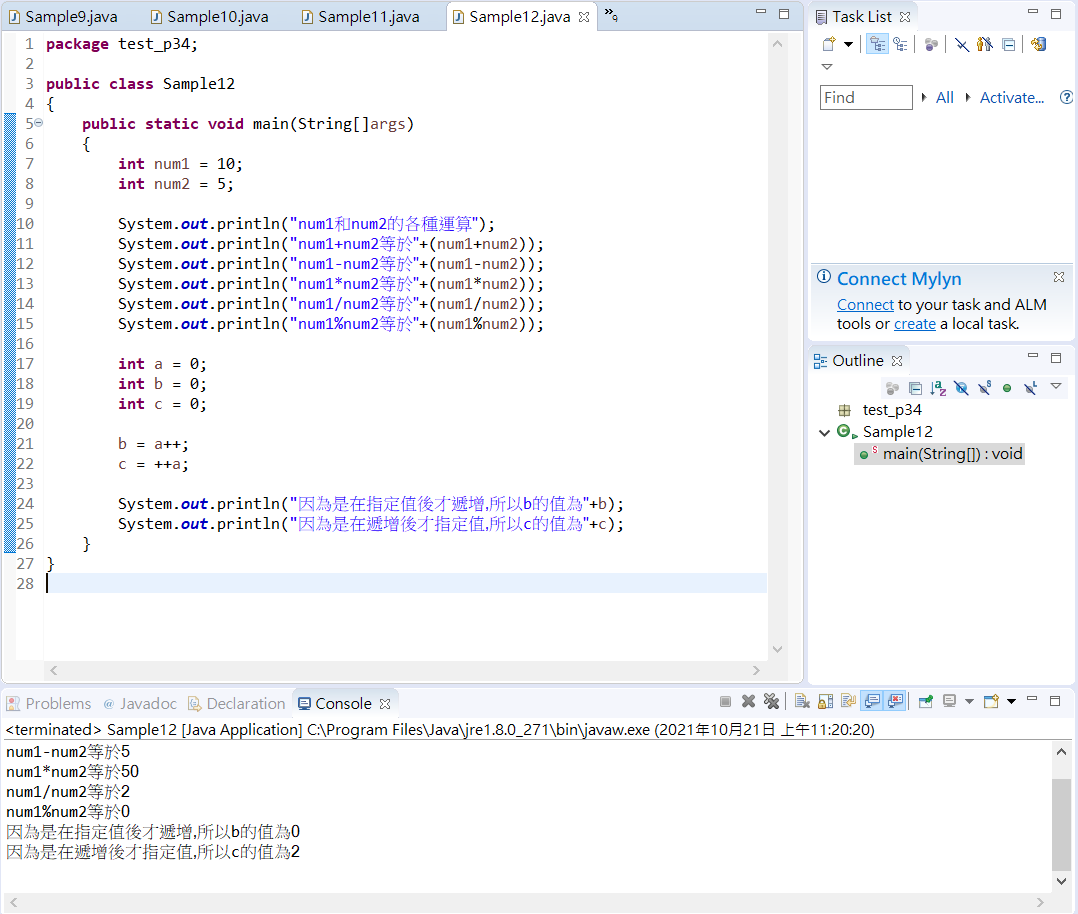 Sample9.java Sample10.java Sample11.java Sample12.java »9
1 package test_p34;
2
3 public class Sample12
4 {
5 public static void main(String[]args)
6 {
7 int num1 = 10;
8 int num2 = 5;
9
10 System.out.println("num1和num2的各種運算");
11 System.out.println("num1+num2等於"+(num1+num2));
12 System.out.println("num1-num2等於"+(num1-num2));
13 System.out.println("num1*num2等於"+(num1*num2));
14 System.out.println("num1/num2等於"+(num1/num2));
15 System.out.println("num1%num2等於"+(num1%num2));
16
17 int a = 0;
18 int b = 0;
19 int c = 0;
20
21 b = a++;
22 c = ++a;
23
24 System.out.println("因為是在指定值後才遞增,所以b的值為"+b);
25 System.out.println("因為是在遞增後才指定值,所以c的值為"+c);
26 }
27 }
28
Task List
Find All Activate...
Connect Mylyn
Connect to your task and ALM
tools or create a local task.
Outline
test_p34
Sample12
main(String[]) : void
Problems @ Javadoc Declaration Console
<terminated> Sample12 [Java Application] C:\Program Files\Java\jre1.8.0_271\bin\javaw.exe (2021年10月21日 上午11:20:20)
num1-num2等於5
num1*num2等於50
num1/num2等於2
num1%num2等於0
因為是在指定值後才遞增,所以b的值為0
因為是在遞增後才指定值,所以c的值為2